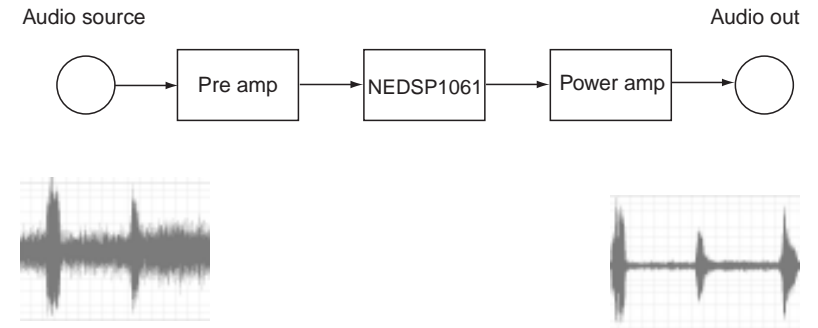 Audio source
Audio out
Pre amp
NEDSP1061
Power amp